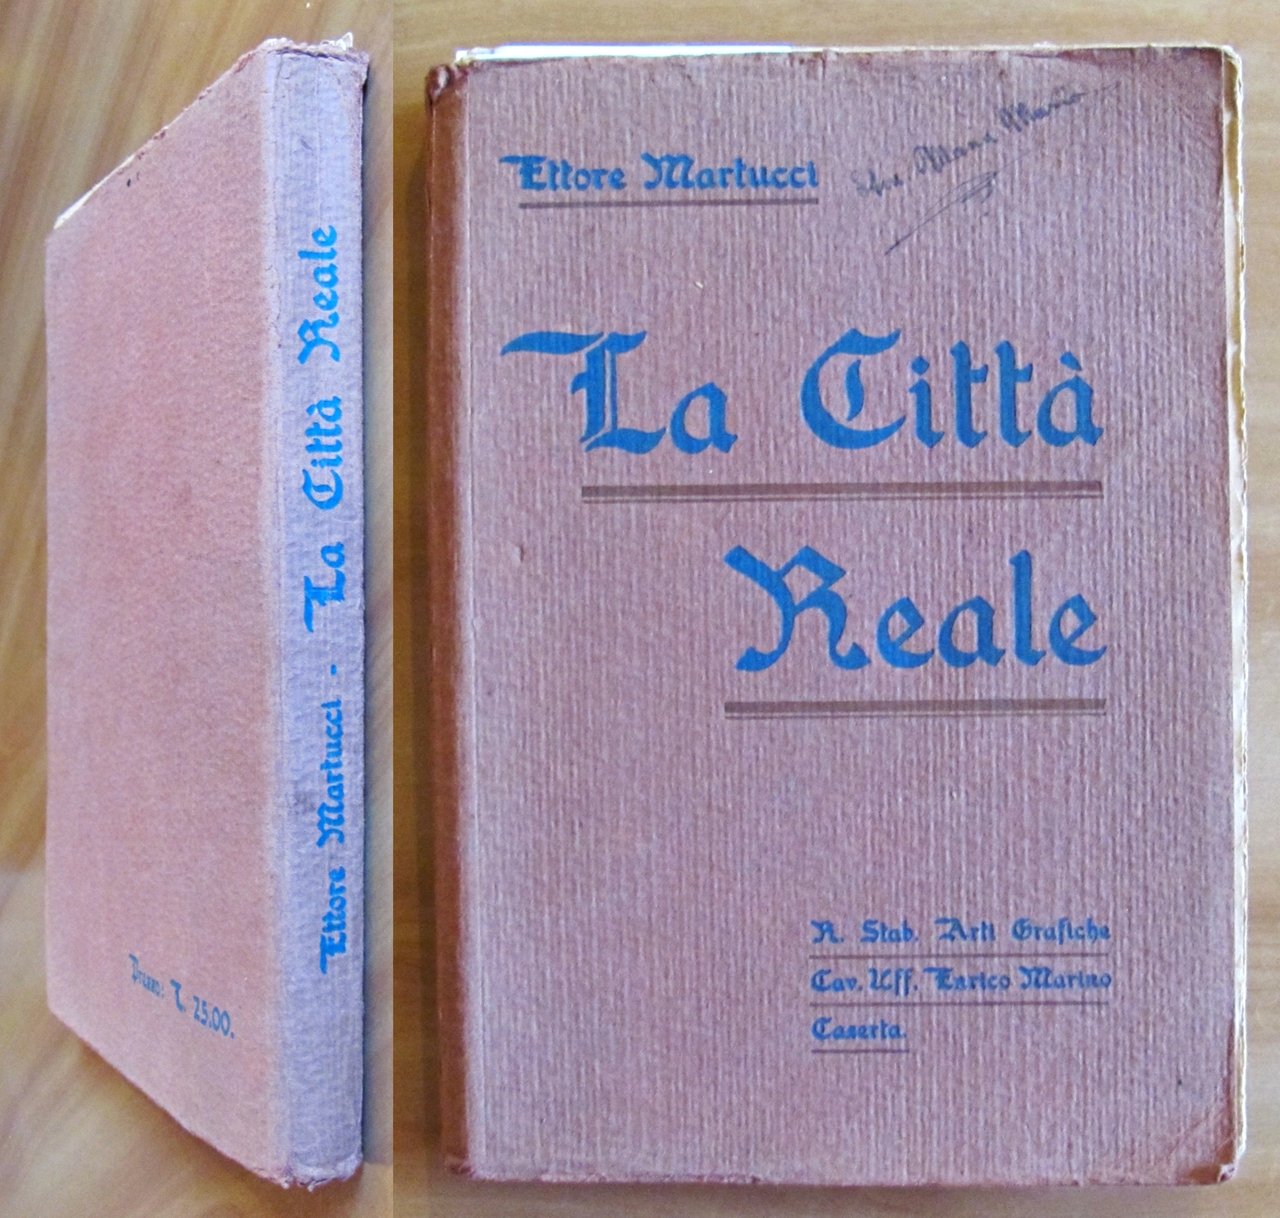 Ettore Martucci - La Città Reale
Prezzo: L. 25.00.
Ettore Martucci
La Città
Reale
R. Stab. Arti Grafiche
Cav. Uff. Enrico Marino
Caserta